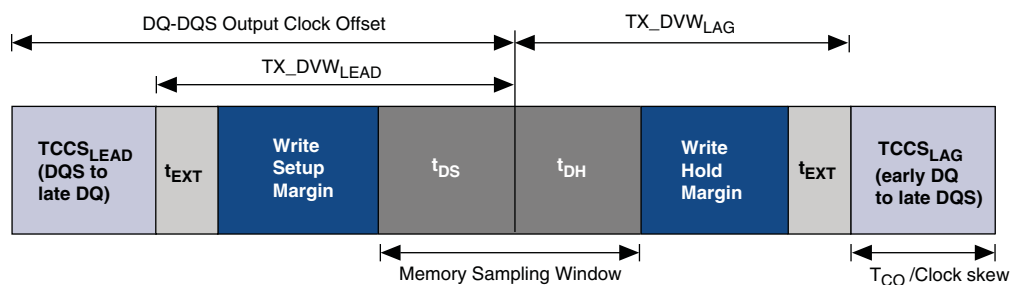 DQ-DQS Output Clock Offset
TX_DVWLAG
TX_DVWLEAD
TCCSLEAD
(DQS to
late DQ)
tEXT
Write
Setup
Margin
tDS
tDH
Write
Hold
Margin
tEXT
TCCSLAG
(early DQ
to late DQS)
Memory Sampling Window
TCO /Clock skew